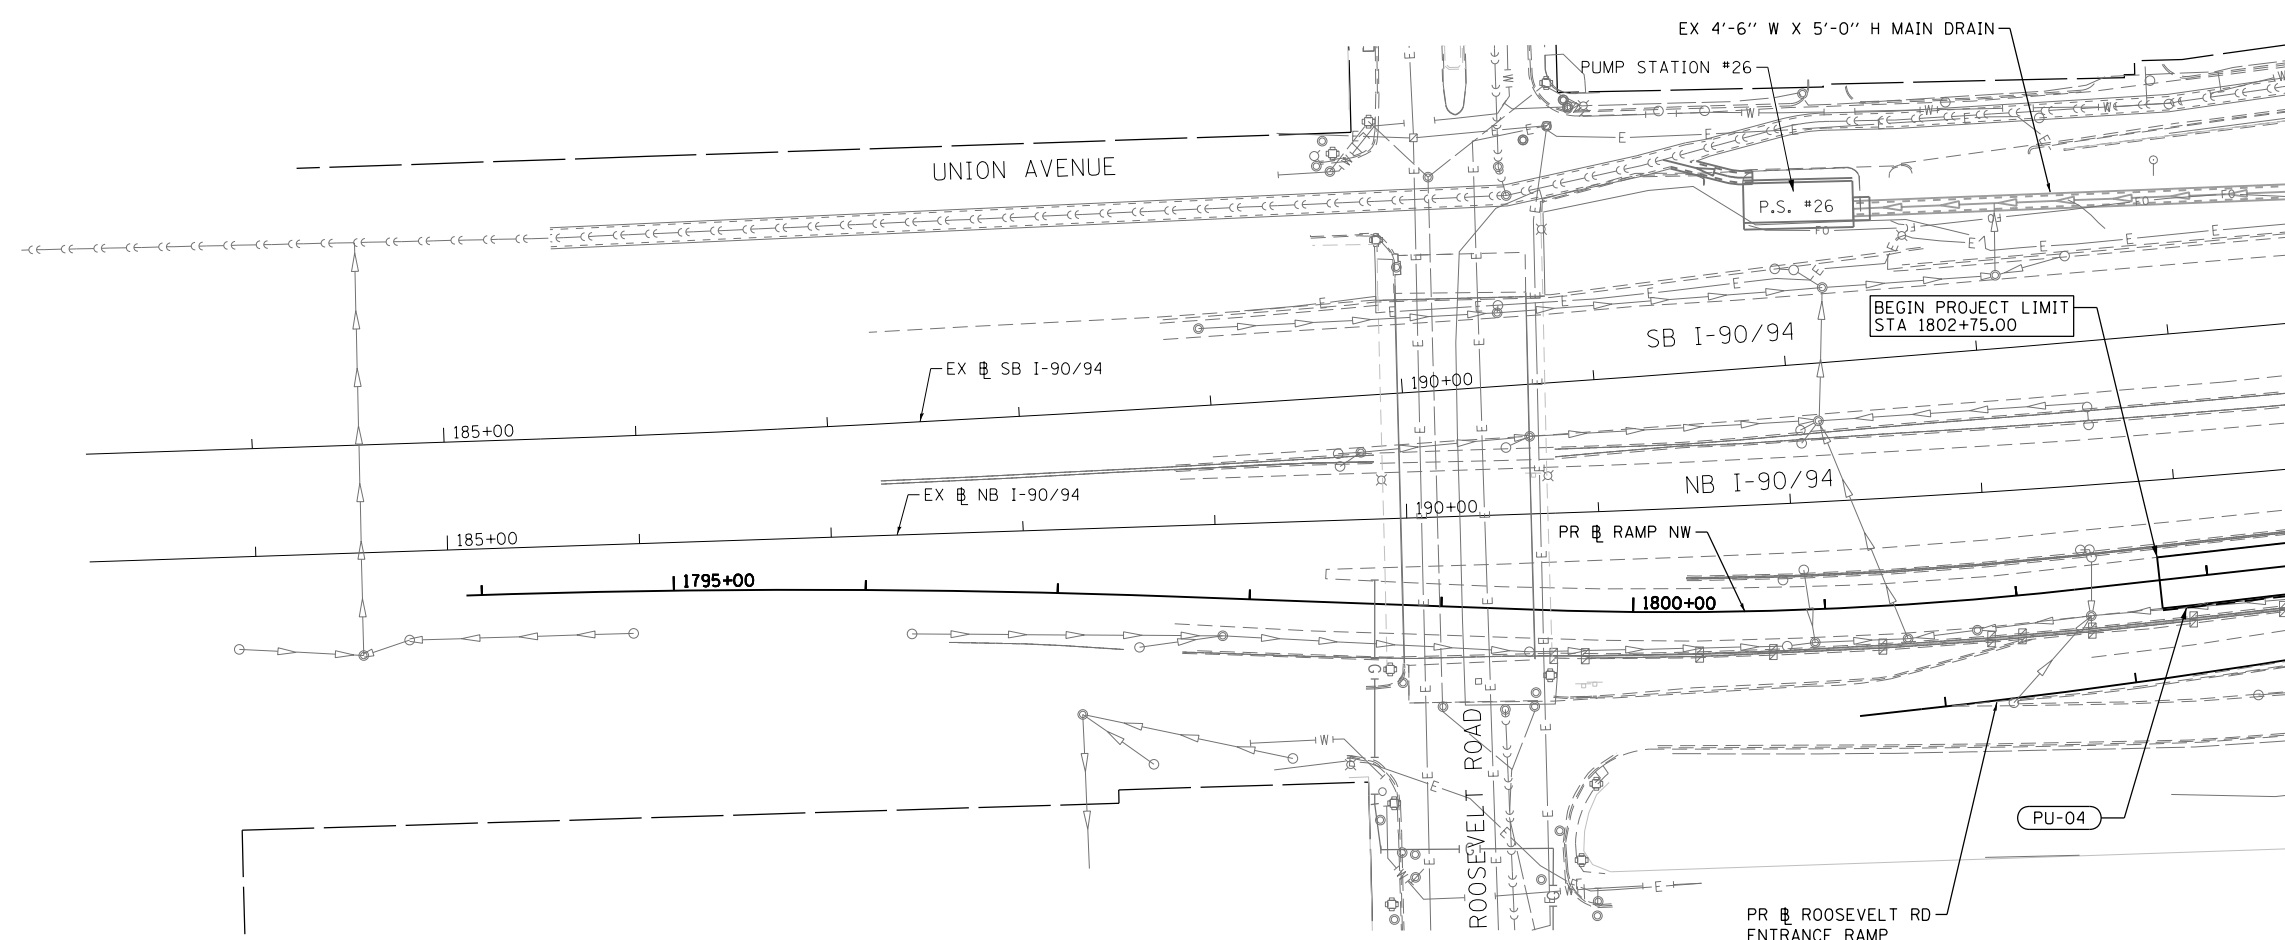 EX 4'-6" W X 5'-0" H MAIN DRAIN
PUMP STATION #26
UNION AVENUE
P.S. #26
BEGIN PROJECT LIMIT
STA 1802+75.00
SB I-90/94
EX ℄ SB I-90/94
190+00
185+00
NB I-90/94
EX ℄ NB I-90/94
190+00
185+00
PR ℄ RAMP NW
1795+00
1800+00
ROOSEVELT ROAD
PU-04
PR ℄ ROOSEVELT RD
ENTRANCE RAMP